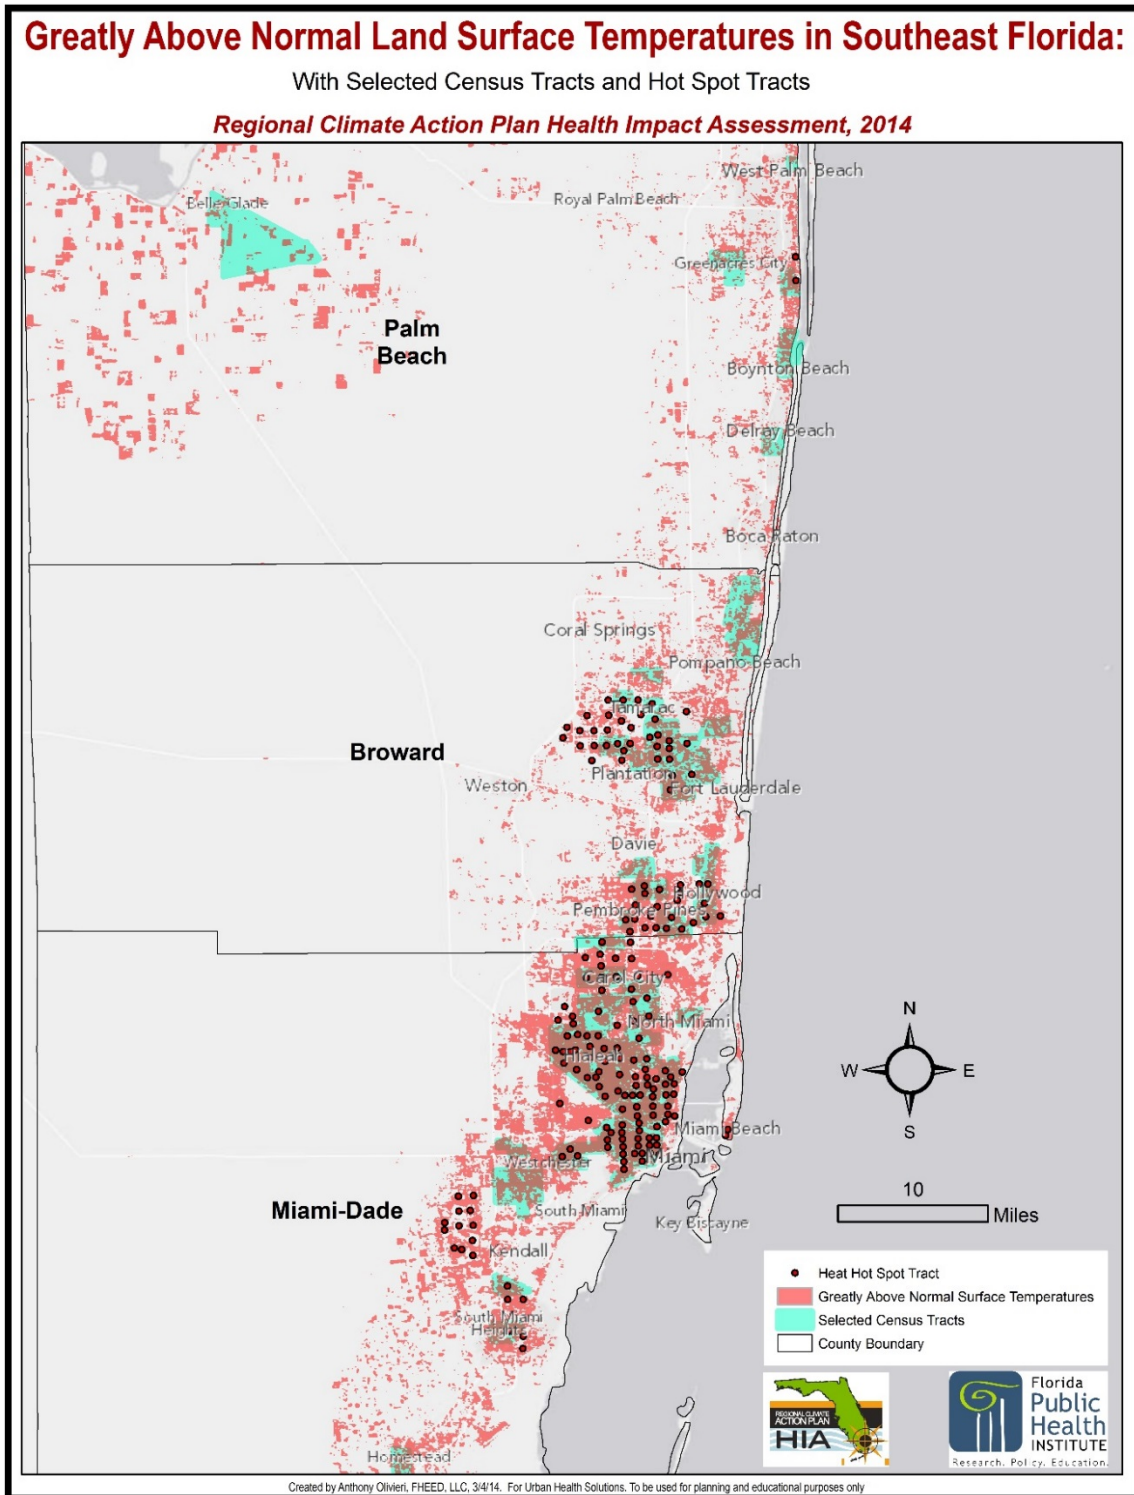 Greatly Above Normal Land Surface Temperatures in Southeast Florida:
With Selected Census Tracts and Hot Spot Tracts
Regional Climate Action Plan Health Impact Assessment, 2014
West Palm Beach
Royal Palm Beach
Belle Glade
Greenacres City
Palm
Beach
Boynton Beach
Delray Beach
Boca Raton
Coral Springs
Pompano Beach
Tamarac
Broward
Plantation
Weston
Fort Lauderdale
Davie
Hollywood
Pembroke Pines
Carol City
North Miami
Hialeah
N
W
E
S
Miami Beach
Miami
Westchester
Miami-Dade
South Miami
Key Biscayne
Kendall
10
Miles
South Miami
Heights
Homestead
Heat Hot Spot Tract
Greatly Above Normal Surface Temperatures
Selected Census Tracts
County Boundary
REGIONAL CLIMATE
ACTION PLAN
HIA
Florida
Public
Health
INSTITUTE
Research. Policy. Education.
Created by Anthony Olivieri, FHEED, LLC, 3/4/14. For Urban Health Solutions. To be used for planning and educational purposes only